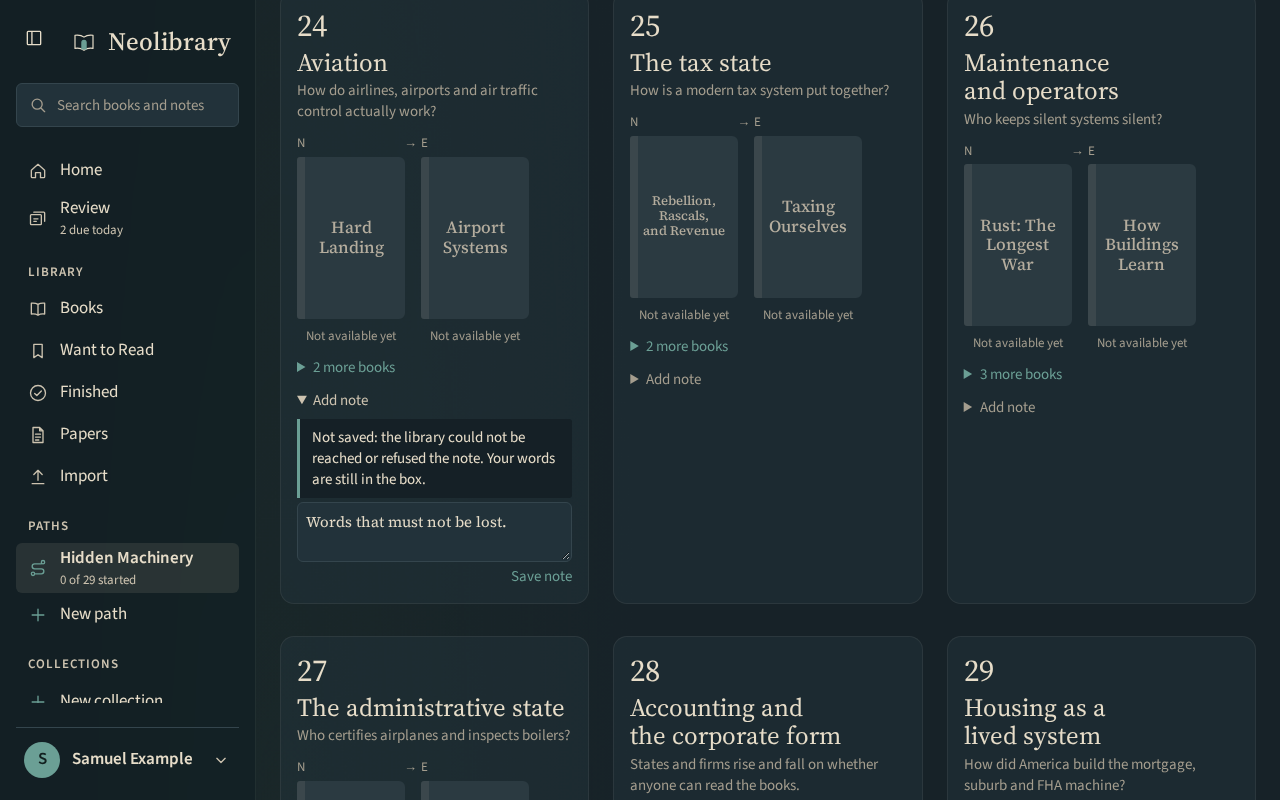 Neolibrary
Search books and notes
Home
Review
2 due today
LIBRARY
Books
Want to Read
Finished
Papers
Import
PATHS
Hidden Machinery
0 of 29 started
New path
COLLECTIONS
New collection
S
Samuel Example
24
Aviation
How do airlines, airports and air traffic
control actually work?
N → E
Hard
Landing
Airport
Systems
Not available yet
Not available yet
2 more books
Add note
Not saved: the library could not be
reached or refused the note. Your words
are still in the box.
Words that must not be lost.
Save note
25
The tax state
How is a modern tax system put together?
N → E
Rebellion,
Rascals,
and Revenue
Taxing
Ourselves
Not available yet
Not available yet
2 more books
Add note
26
Maintenance
and operators
Who keeps silent systems silent?
N → E
Rust: The
Longest
War
How
Buildings
Learn
Not available yet
Not available yet
3 more books
Add note
27
The administrative state
Who certifies airplanes and inspects boilers?
N → E
28
Accounting and
the corporate form
States and firms rise and fall on whether
anyone can read the books.
29
Housing as a
lived system
How did America build the mortgage,
suburb and FHA machine?